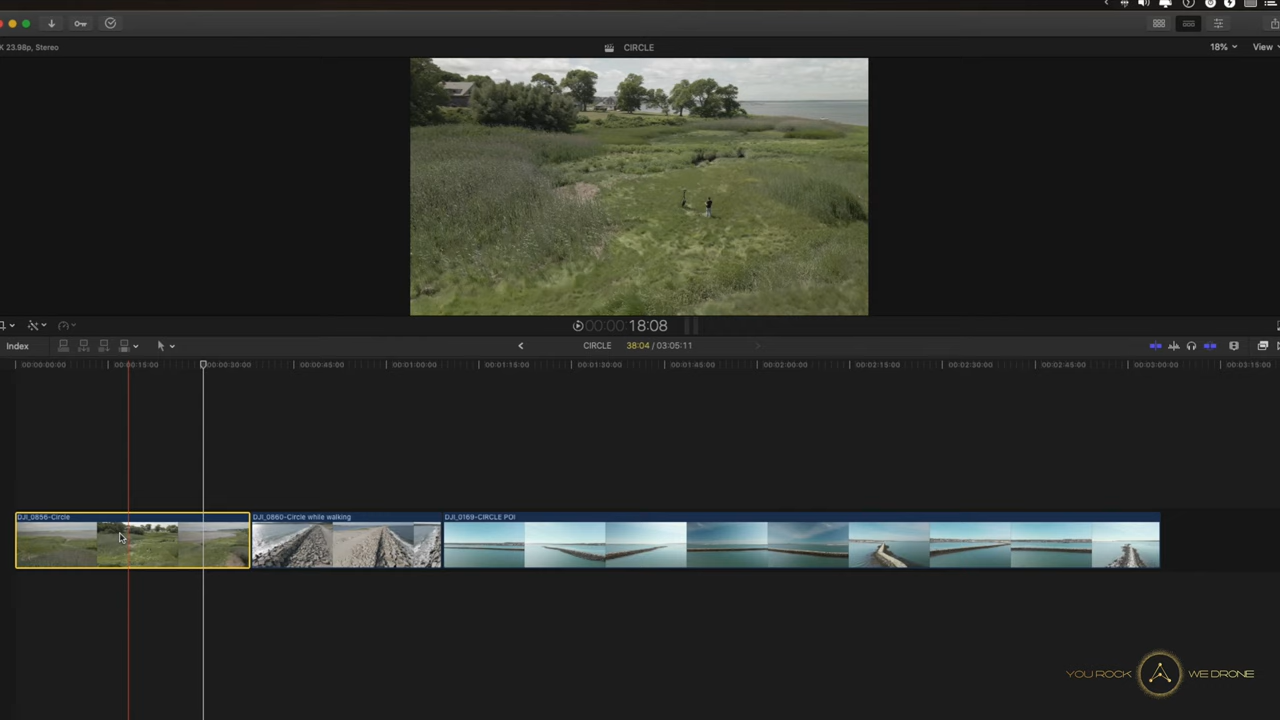 K 23.98p, Stereo
CIRCLE
18%
View
00:00:00:18:08
Index
CIRCLE
38:04 / 03:05:11
00:00:00:00
00:00:15:00
00:00:30:00
00:00:45:00
00:01:00:00
00:01:15:00
00:01:30:00
00:01:45:00
00:02:00:00
00:02:15:00
00:02:30:00
00:02:45:00
00:03:00:00
00:03:15:00
DJI_0856-Circle
DJI_0860-Circle while walking
DJI_0169-CIRCLE POI
YOU ROCK
WE DRONE